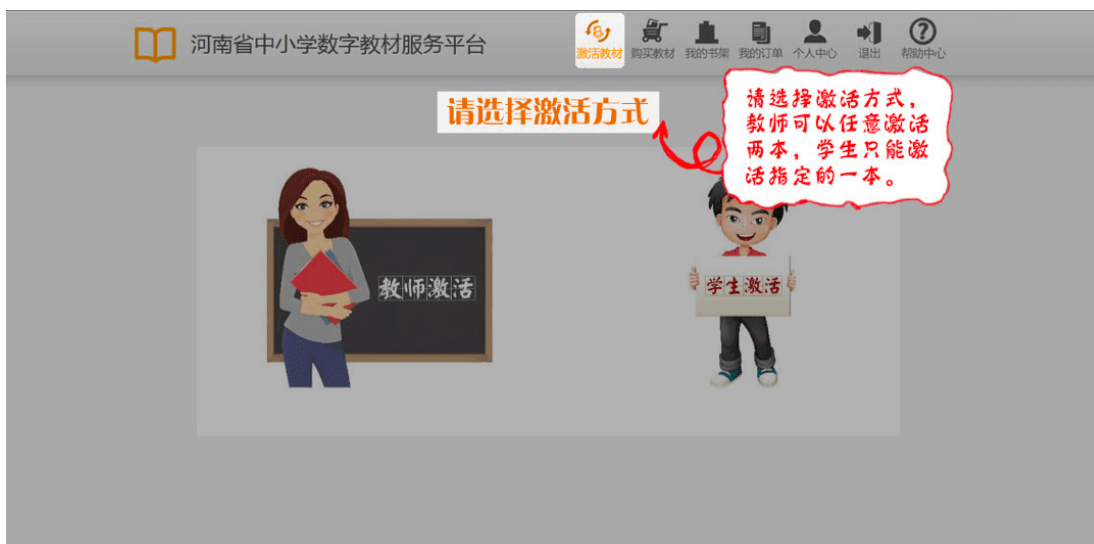 河南省中小学数字教材服务平台
激活教材 购买教材 我的书架 我的订单 个人中心 退出 帮助中心
请选择激活方式
请选择激活方式，
教师可以任意激活
两本，学生只能激
活指定的一本。
教师激活
学生激活